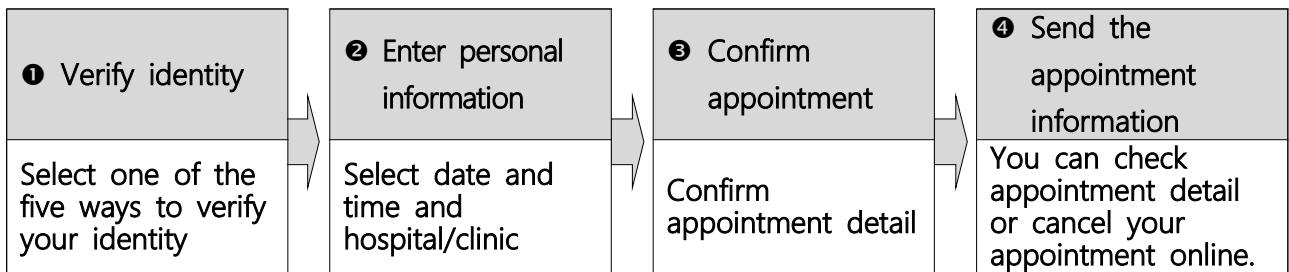 ❶ Verify identity
Select one of the
five ways to verify
your identity
❷ Enter personal
information
Select date and
time and
hospital/clinic
❸ Confirm
appointment
Confirm
appointment detail
❹ Send the
appointment
information
You can check
appointment detail
or cancel your
appointment online.